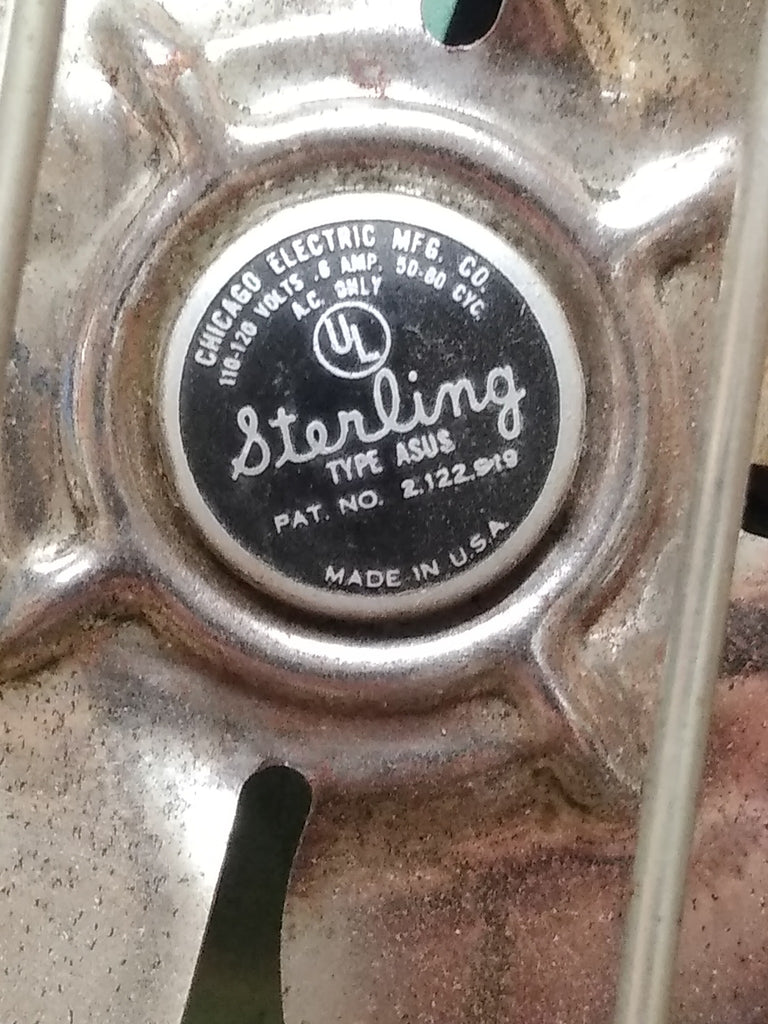 CHICAGO ELECTRIC MFG. CO.
110-120 VOLTS .6 AMP. 50-60 CYC.
A.C. ONLY
UL
Sterling
TYPE ASUS
PAT. NO. 2,122,919
MADE IN U.S.A.